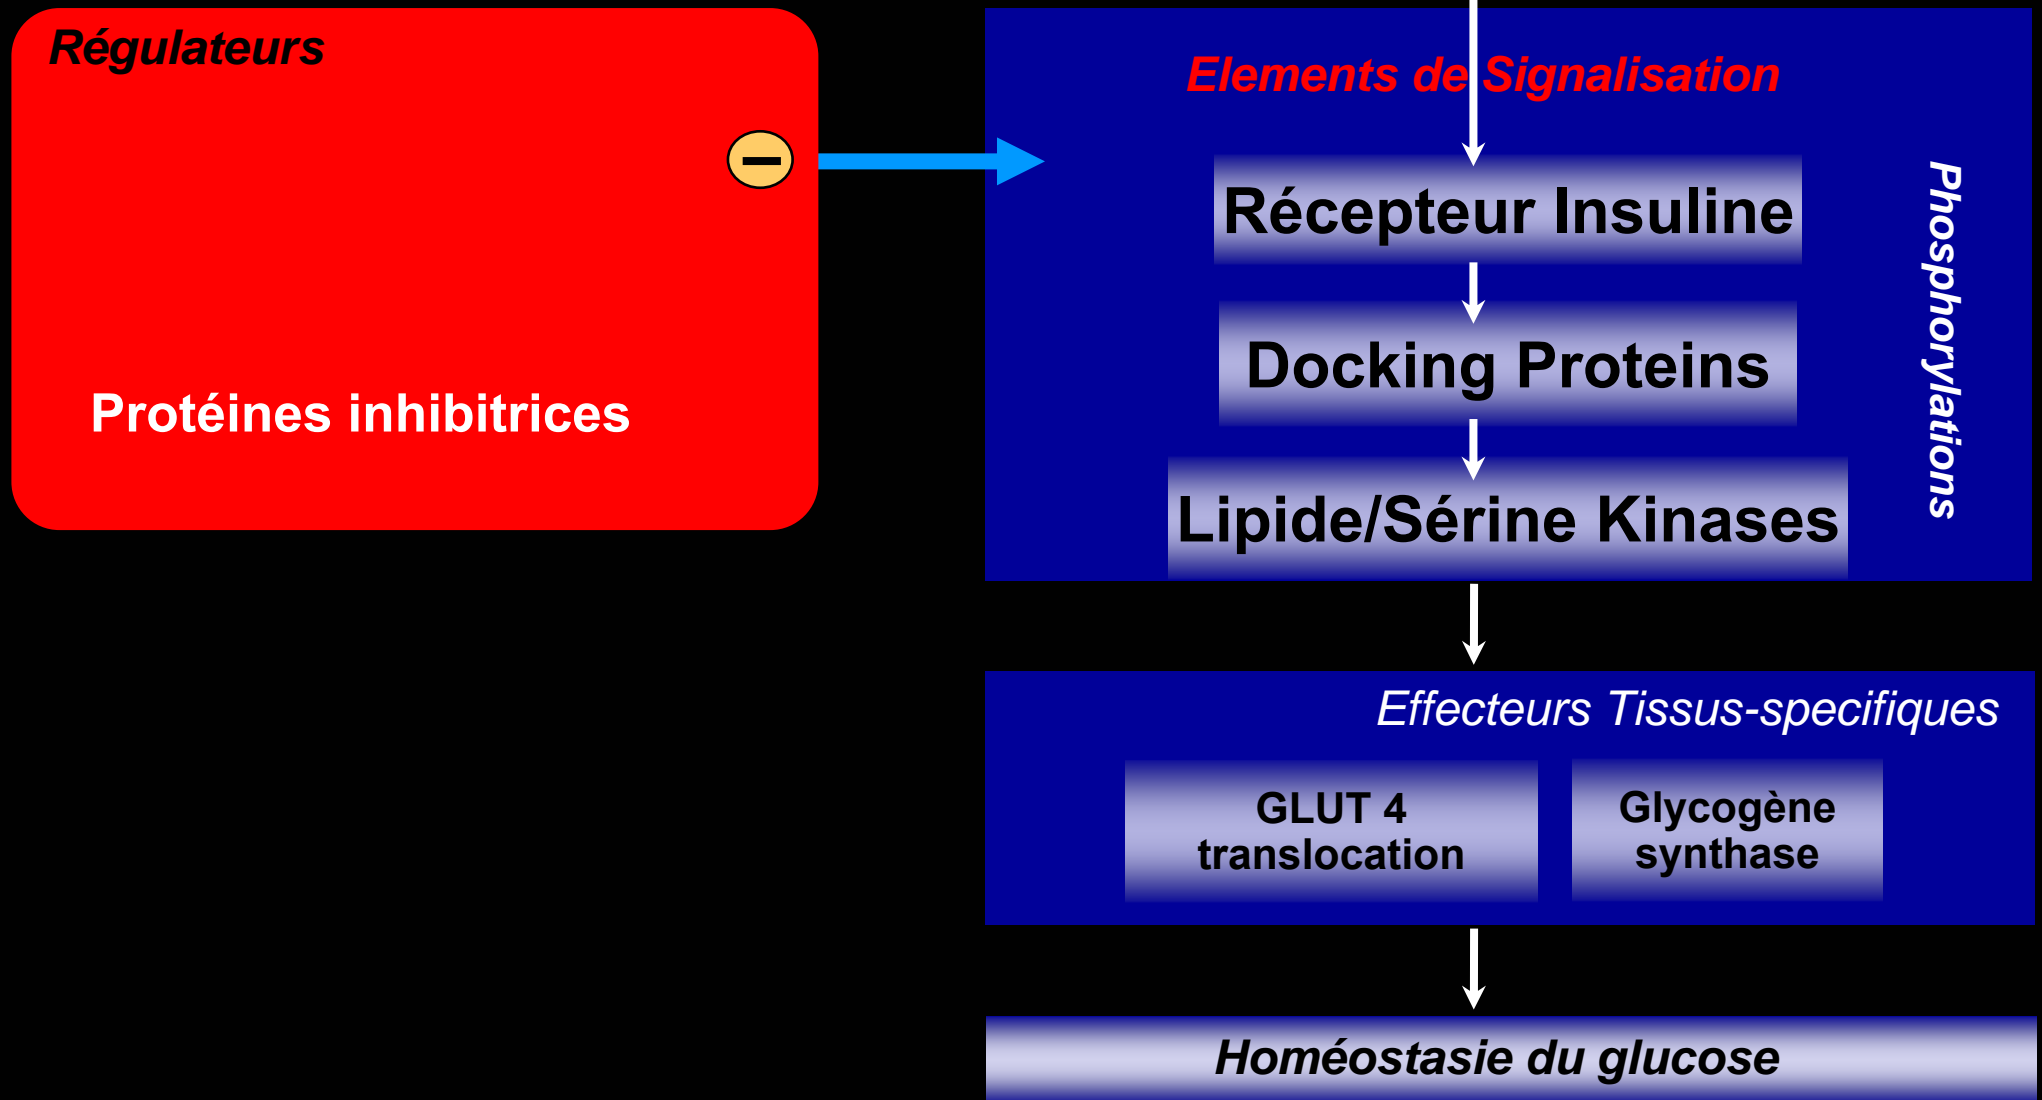 Régulateurs
Protéines inhibitrices
Elements de Signalisation
Récepteur Insuline
Docking Proteins
Lipide/Sérine Kinases
Phosphorylations
Effecteurs Tissus-specifiques
GLUT 4
translocation
Glycogène
synthase
Homéostasie du glucose